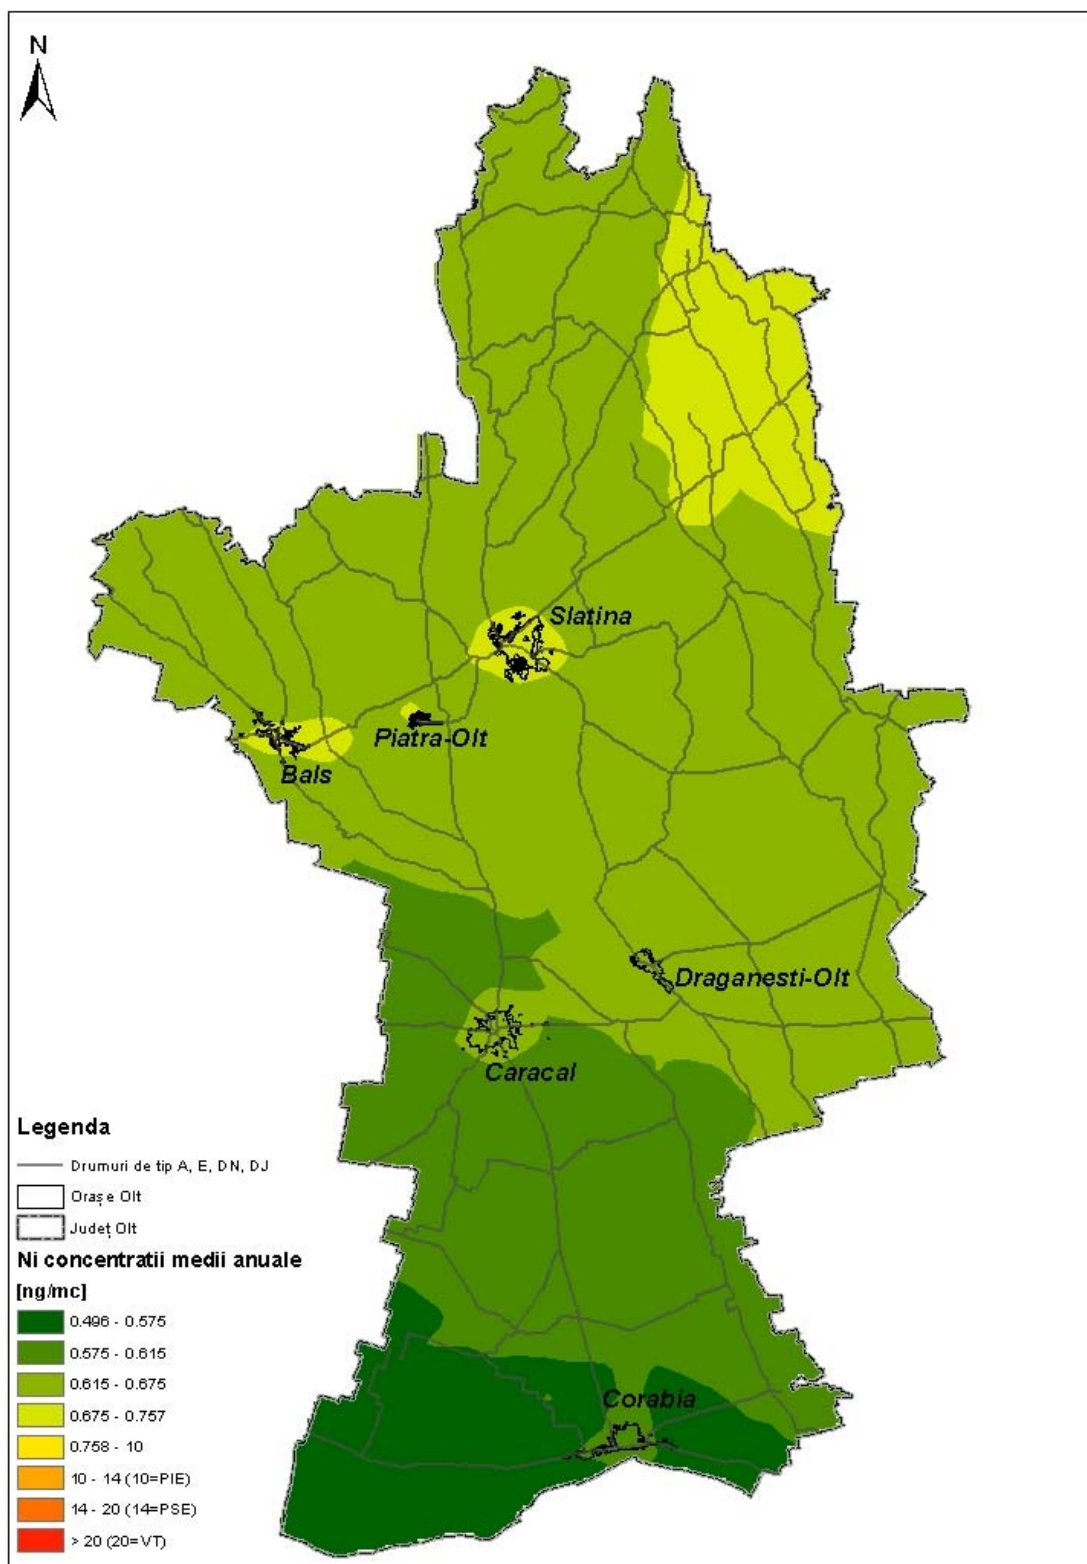 N
Slatina
Piatra-Olt
Bals
Draganesti-Olt
Caracal
Corabia
Legenda
Drumuri de tip A, E, DN, DJ
Orașe Olt
Județ Olt
Ni concentratii medii anuale
[ng/mc]
0.496 - 0.575
0.575 - 0.615
0.615 - 0.675
0.675 - 0.757
0.758 - 10
10 - 14 (10=PIE)
14 - 20 (14=PSE)
> 20 (20=VT)